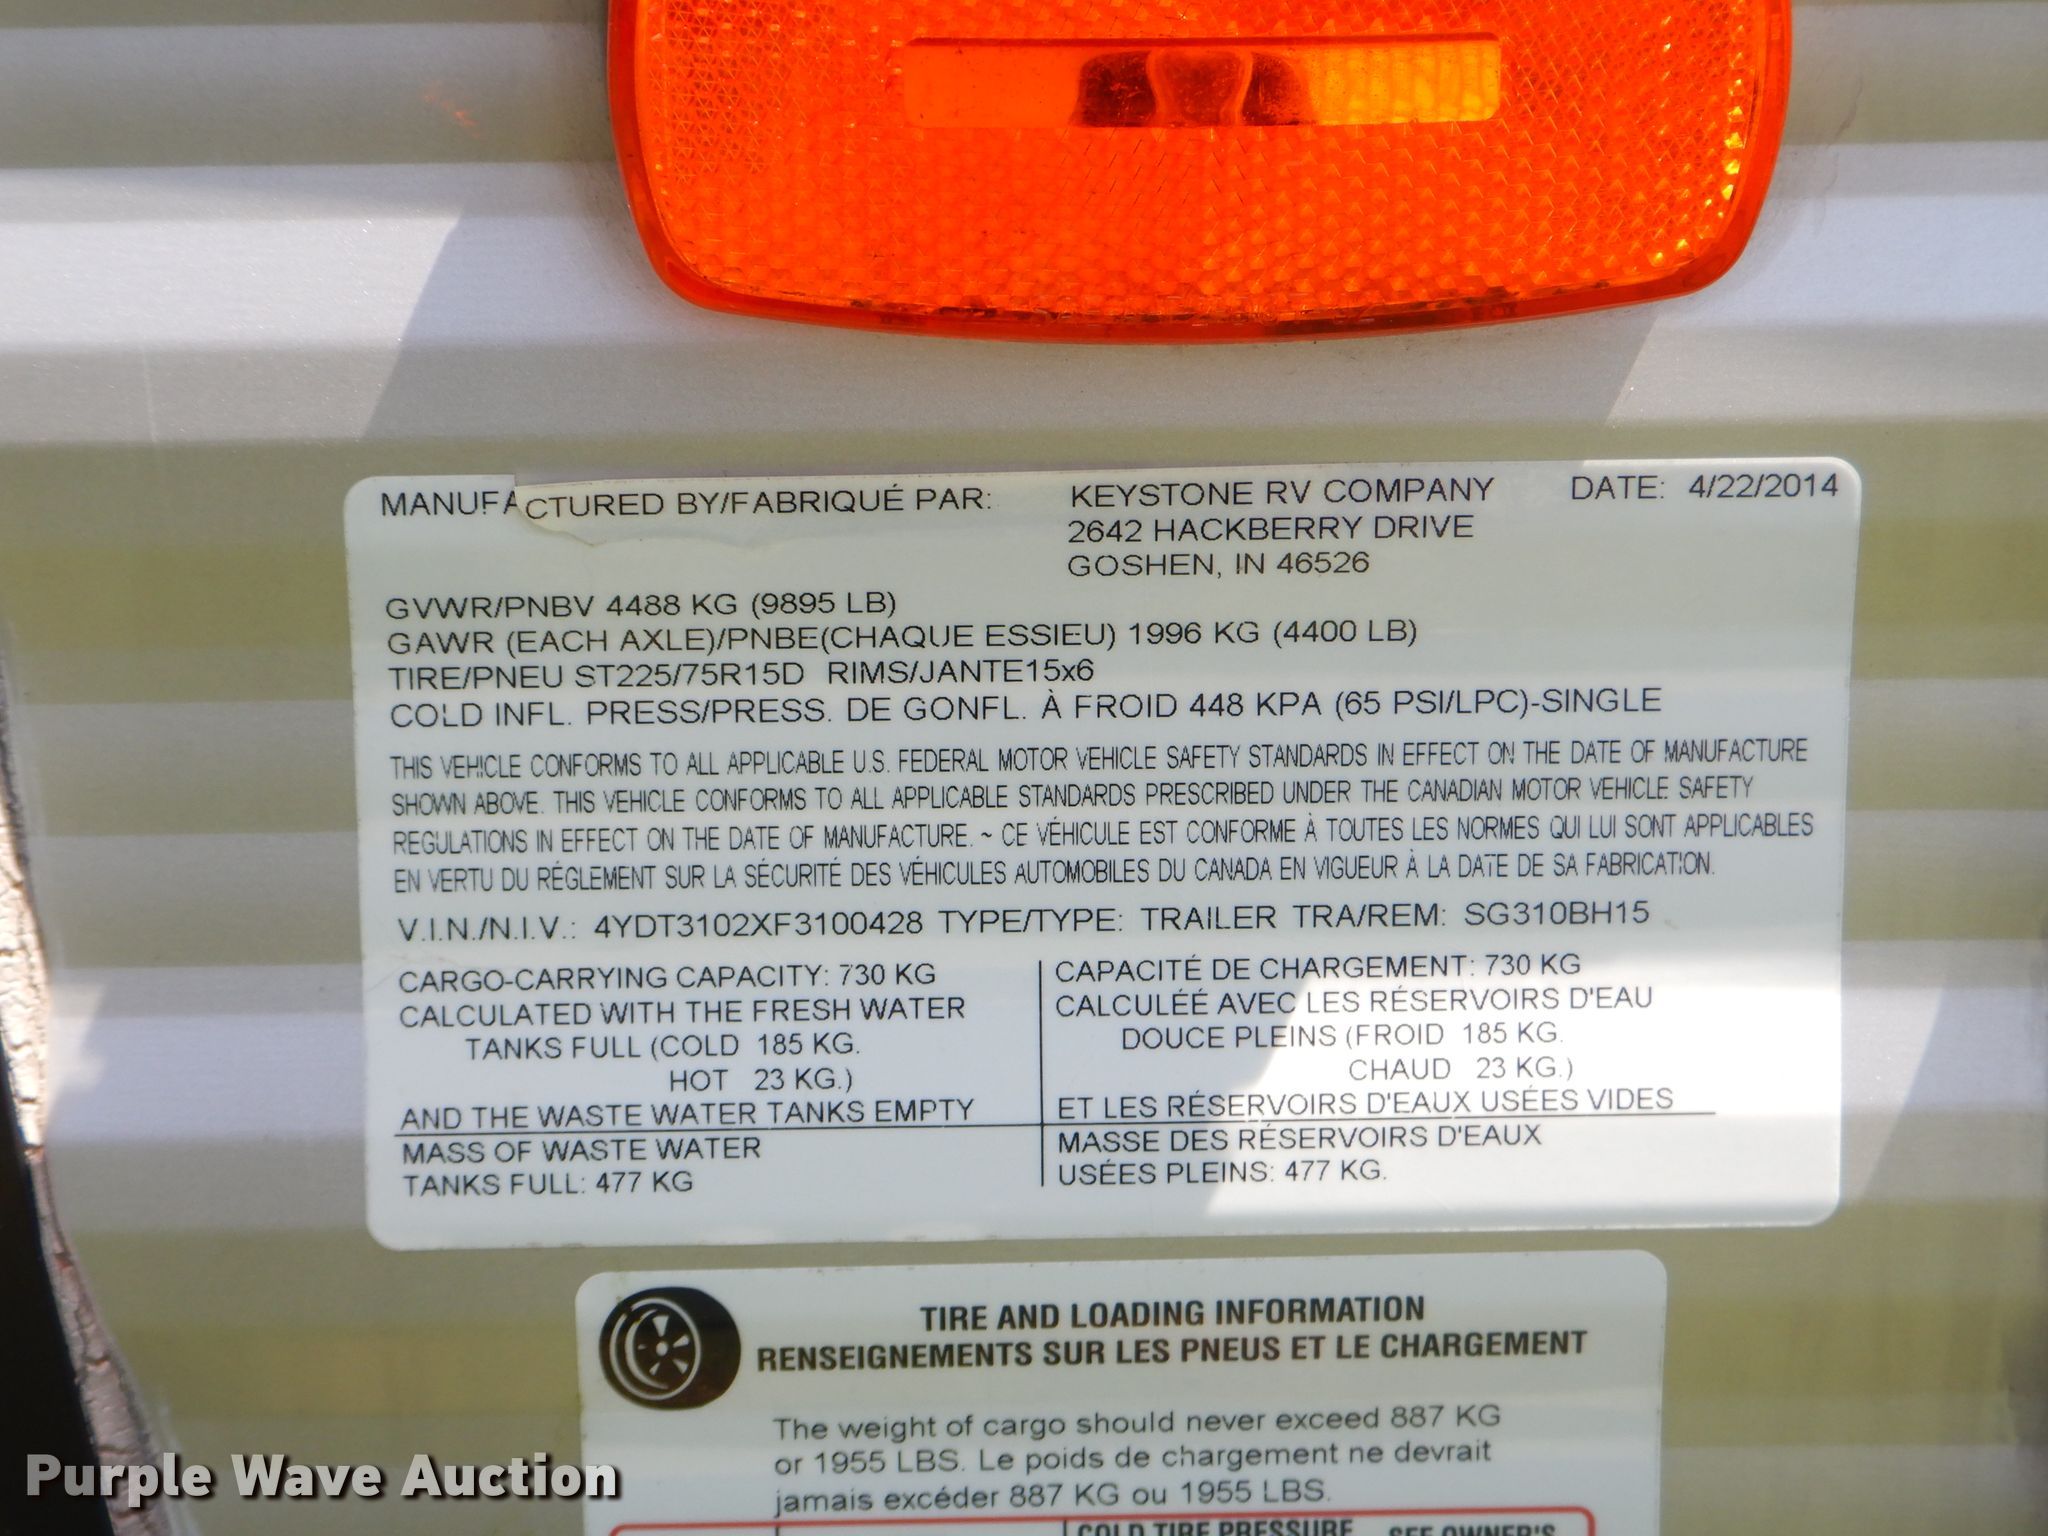 MANUFACTURED BY/FABRIQUÉ PAR: KEYSTONE RV COMPANY DATE: 4/22/2014
2642 HACKBERRY DRIVE
GOSHEN, IN 46526
GVWR/PNBV 4488 KG (9895 LB)
GAWR (EACH AXLE)/PNBE(CHAQUE ESSIEU) 1996 KG (4400 LB)
TIRE/PNEU ST225/75R15D RIMS/JANTE15x6
COLD INFL. PRESS/PRESS. DE GONFL. À FROID 448 KPA (65 PSI/LPC)-SINGLE
THIS VEHICLE CONFORMS TO ALL APPLICABLE U.S. FEDERAL MOTOR VEHICLE SAFETY STANDARDS IN EFFECT ON THE DATE OF MANUFACTURE
SHOWN ABOVE. THIS VEHICLE CONFORMS TO ALL APPLICABLE STANDARDS PRESCRIBED UNDER THE CANADIAN MOTOR VEHICLE SAFETY
REGULATIONS IN EFFECT ON THE DATE OF MANUFACTURE. ~ CE VÉHICULE EST CONFORME À TOUTES LES NORMES QUI LUI SONT APPLICABLES
EN VERTU DU RÉGLEMENT SUR LA SÉCURITÉ DES VÉHICULES AUTOMOBILES DU CANADA EN VIGUEUR À LA DATE DE SA FABRICATION.
V.I.N./N.I.V.: 4YDT3102XF3100428 TYPE/TYPE: TRAILER TRA/REM: SG310BH15
CARGO-CARRYING CAPACITY: 730 KG
CALCULATED WITH THE FRESH WATER
TANKS FULL (COLD 185 KG.
HOT 23 KG.)
AND THE WASTE WATER TANKS EMPTY
MASS OF WASTE WATER
TANKS FULL: 477 KG
CAPACITÉ DE CHARGEMENT: 730 KG
CALCULÉÉ AVEC LES RÉSERVOIRS D'EAU
DOUCE PLEINS (FROID 185 KG.
CHAUD 23 KG.)
ET LES RÉSERVOIRS D'EAUX USÉES VIDES
MASSE DES RÉSERVOIRS D'EAUX
USÉES PLEINS: 477 KG.
TIRE AND LOADING INFORMATION
RENSEIGNEMENTS SUR LES PNEUS ET LE CHARGEMENT
The weight of cargo should never exceed 887 KG
or 1955 LBS. Le poids de chargement ne devrait
jamais excéder 887 KG ou 1955 LBS.
COLD TIRE PRESSURE SEE OWNER'S
Purple Wave Auction